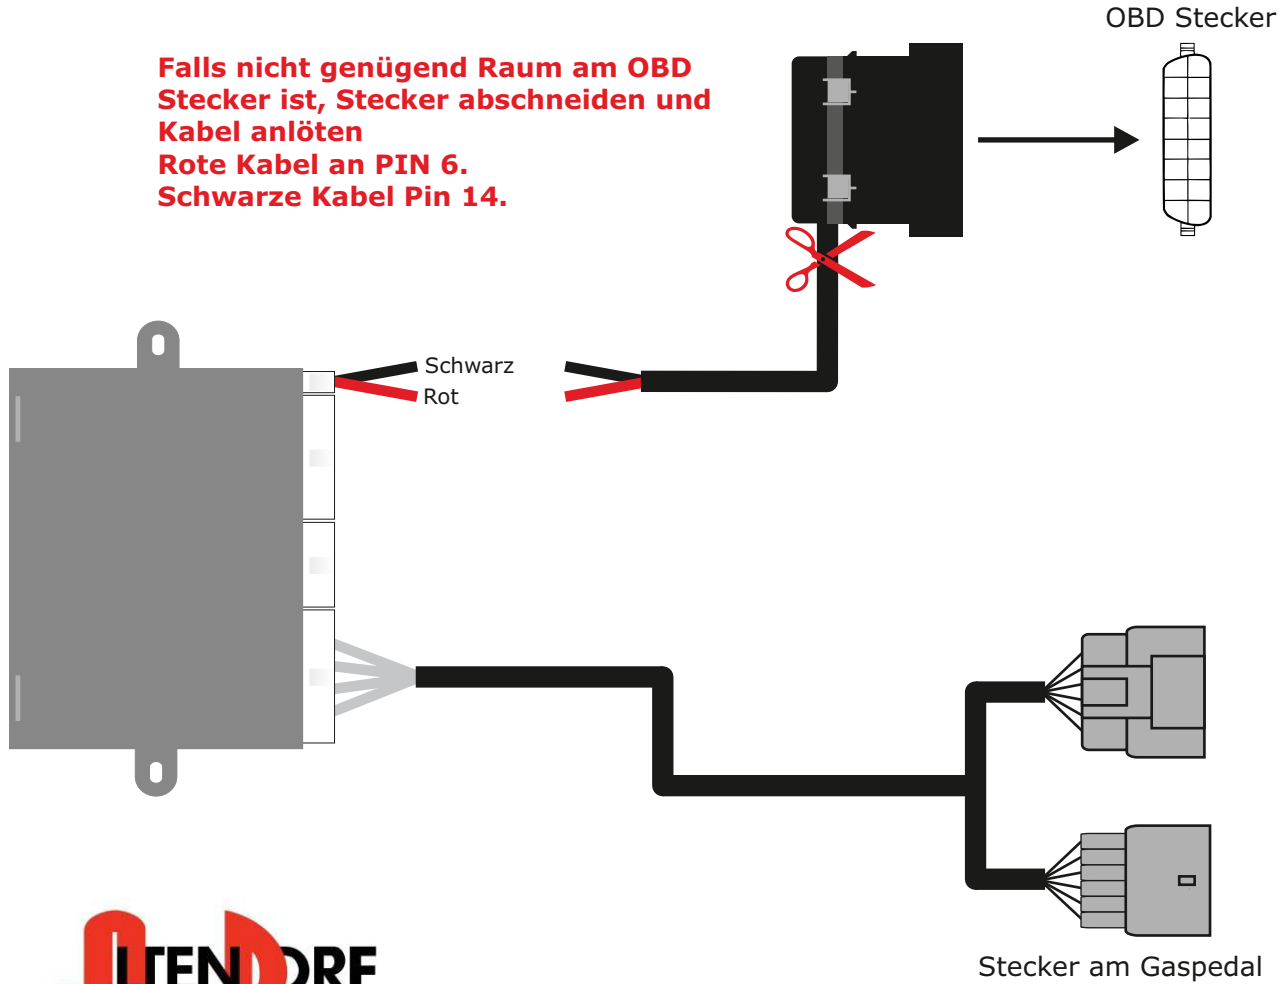 OBD Stecker
Falls nicht genügend Raum am OBD
Stecker ist, Stecker abschneiden und
Kabel anlöten
Rote Kabel an PIN 6.
Schwarze Kabel Pin 14.
Schwarz
Rot
ALTENDORF
Stecker am Gaspedal